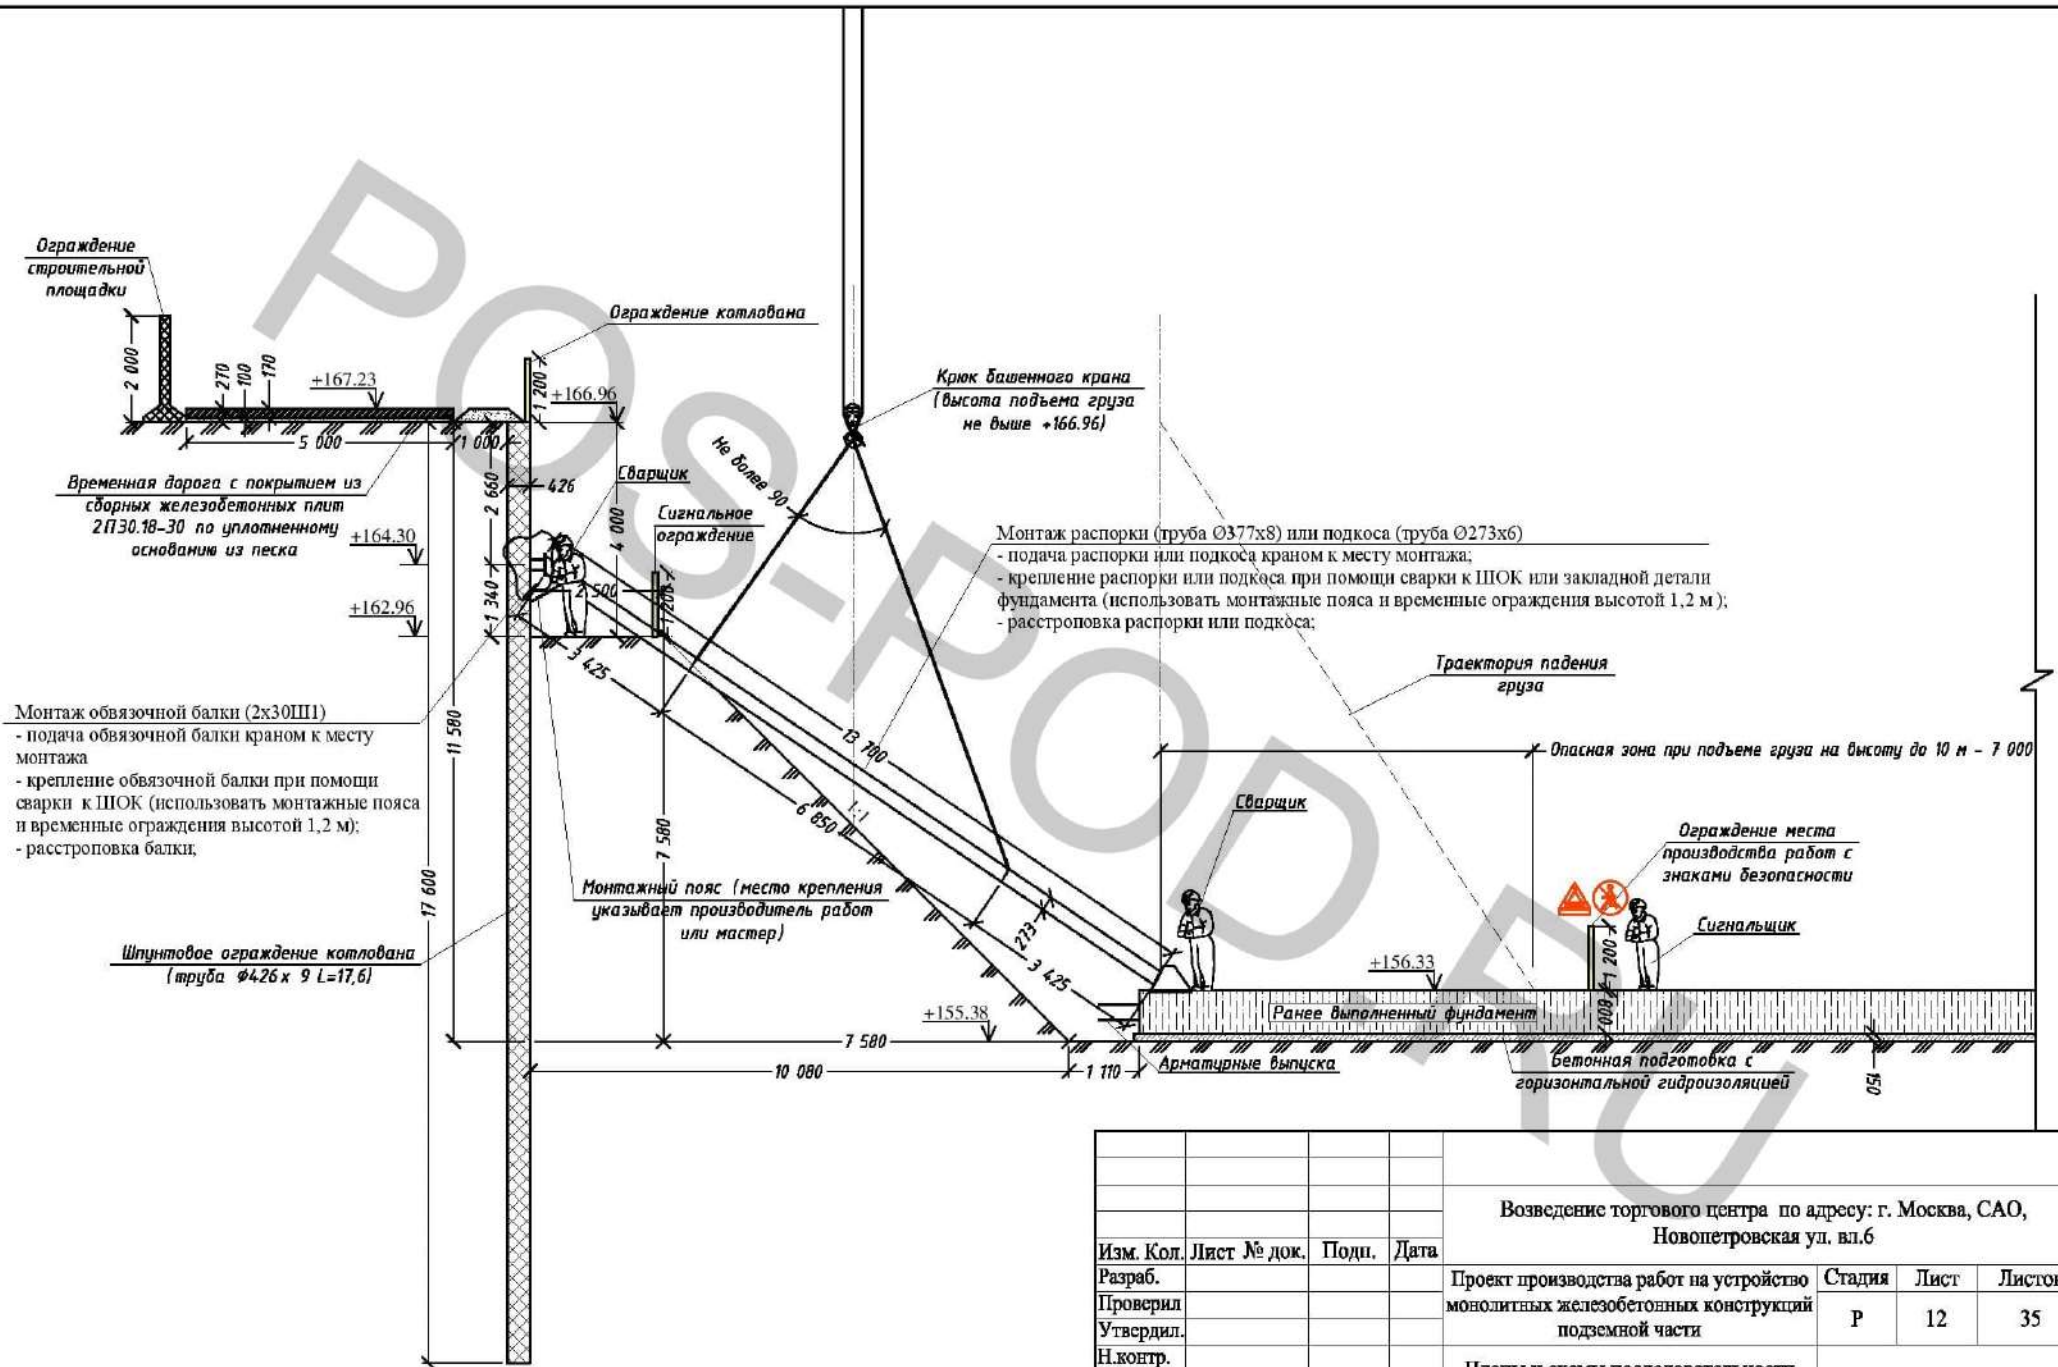 Ограждение
строительной
площадки
2 000
270
100
170
+167.23
Ограждение котлована
1 200
+166.96
5 000
1 000
Крюк башенного крана
(высота подъема груза
не выше +166.96)
Не более 90
Временная дорога с покрытием из
сборных железобетонных плит
2П30.18-30 по уплотненному
основанию из песка
+164.30
+162.96
2 660
1 340
426
Сварщик
4 000
Сигнальное
ограждение
2 500
1 200
3 425
Монтаж распорки (труба Ø377х8) или подкоса (труба Ø273х6)
- подача распорки или подкоса краном к месту монтажа;
- крепление распорки или подкоса при помощи сварки к ШОК или закладной детали
фундамента (использовать монтажные пояса и временные ограждения высотой 1,2 м );
- расстроповка распорки или подкоса;
Траектория падения
груза
Монтаж обвязочной балки (2х30Ш1)
- подача обвязочной балки краном к месту
монтажа
- крепление обвязочной балки при помощи
сварки к ШОК (использовать монтажные пояса
и временные ограждения высотой 1,2 м);
- расстроповка балки;
11 580
17 600
13 700
6 850
1:1
7 580
Опасная зона при подъеме груза на высоту до 10 м - 7 000
Сварщик
Ограждение места
производства работ с
знаками безопасности
Сигнальщик
Монтажный пояс (место крепления
указывает производитель работ
или мастер)
273
3 425
Шпунтовое ограждение котлована
(труба Ф426 х 9 L=17,6)
+156.33
1 200
800
+155.38
Ранее выполненный фундамент
7 580
10 080
1 110
Арматурные выпуска
Бетонная подготовка с
горизонтальной гидроизоляцией
150
POS-POD.RU
Возведение торгового центра по адресу: г. Москва, САО,
Новопетровская ул. вл.6
Изм. Кол. Лист № док. Подп. Дата
Разраб.
Проверил
Утвердил.
Н.контр.
Проект производства работ на устройство
монолитных железобетонных конструкций
подземной части
Стадия Лист
Р 12 35